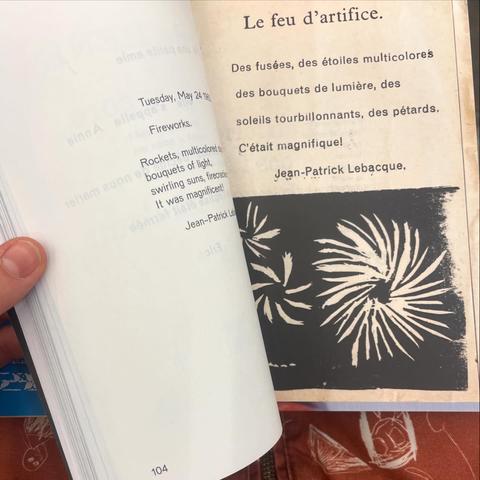 Tuesday, May 24
Fireworks.
Rockets, multicolored
bouquets of light,
swirling suns,
It was magnificent!
Jean-Patrick
104
Le feu d'artifice.
Des fusées, des étoiles multicolores
des bouquets de lumière, des
soleils tourbillonnants, des pétards.
C'était magnifique!
Jean-Patrick Lebacque.